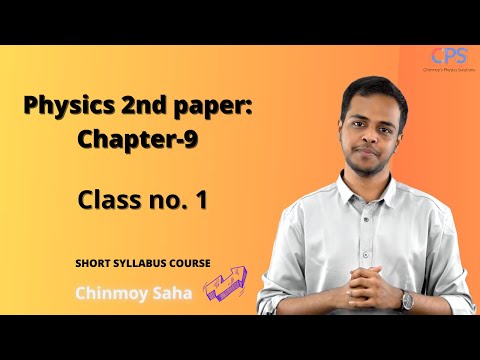 CPS
Chinmoy's Physics Solutions
Physics 2nd paper:
Chapter-9
Class no. 1
SHORT SYLLABUS COURSE
Chinmoy Saha